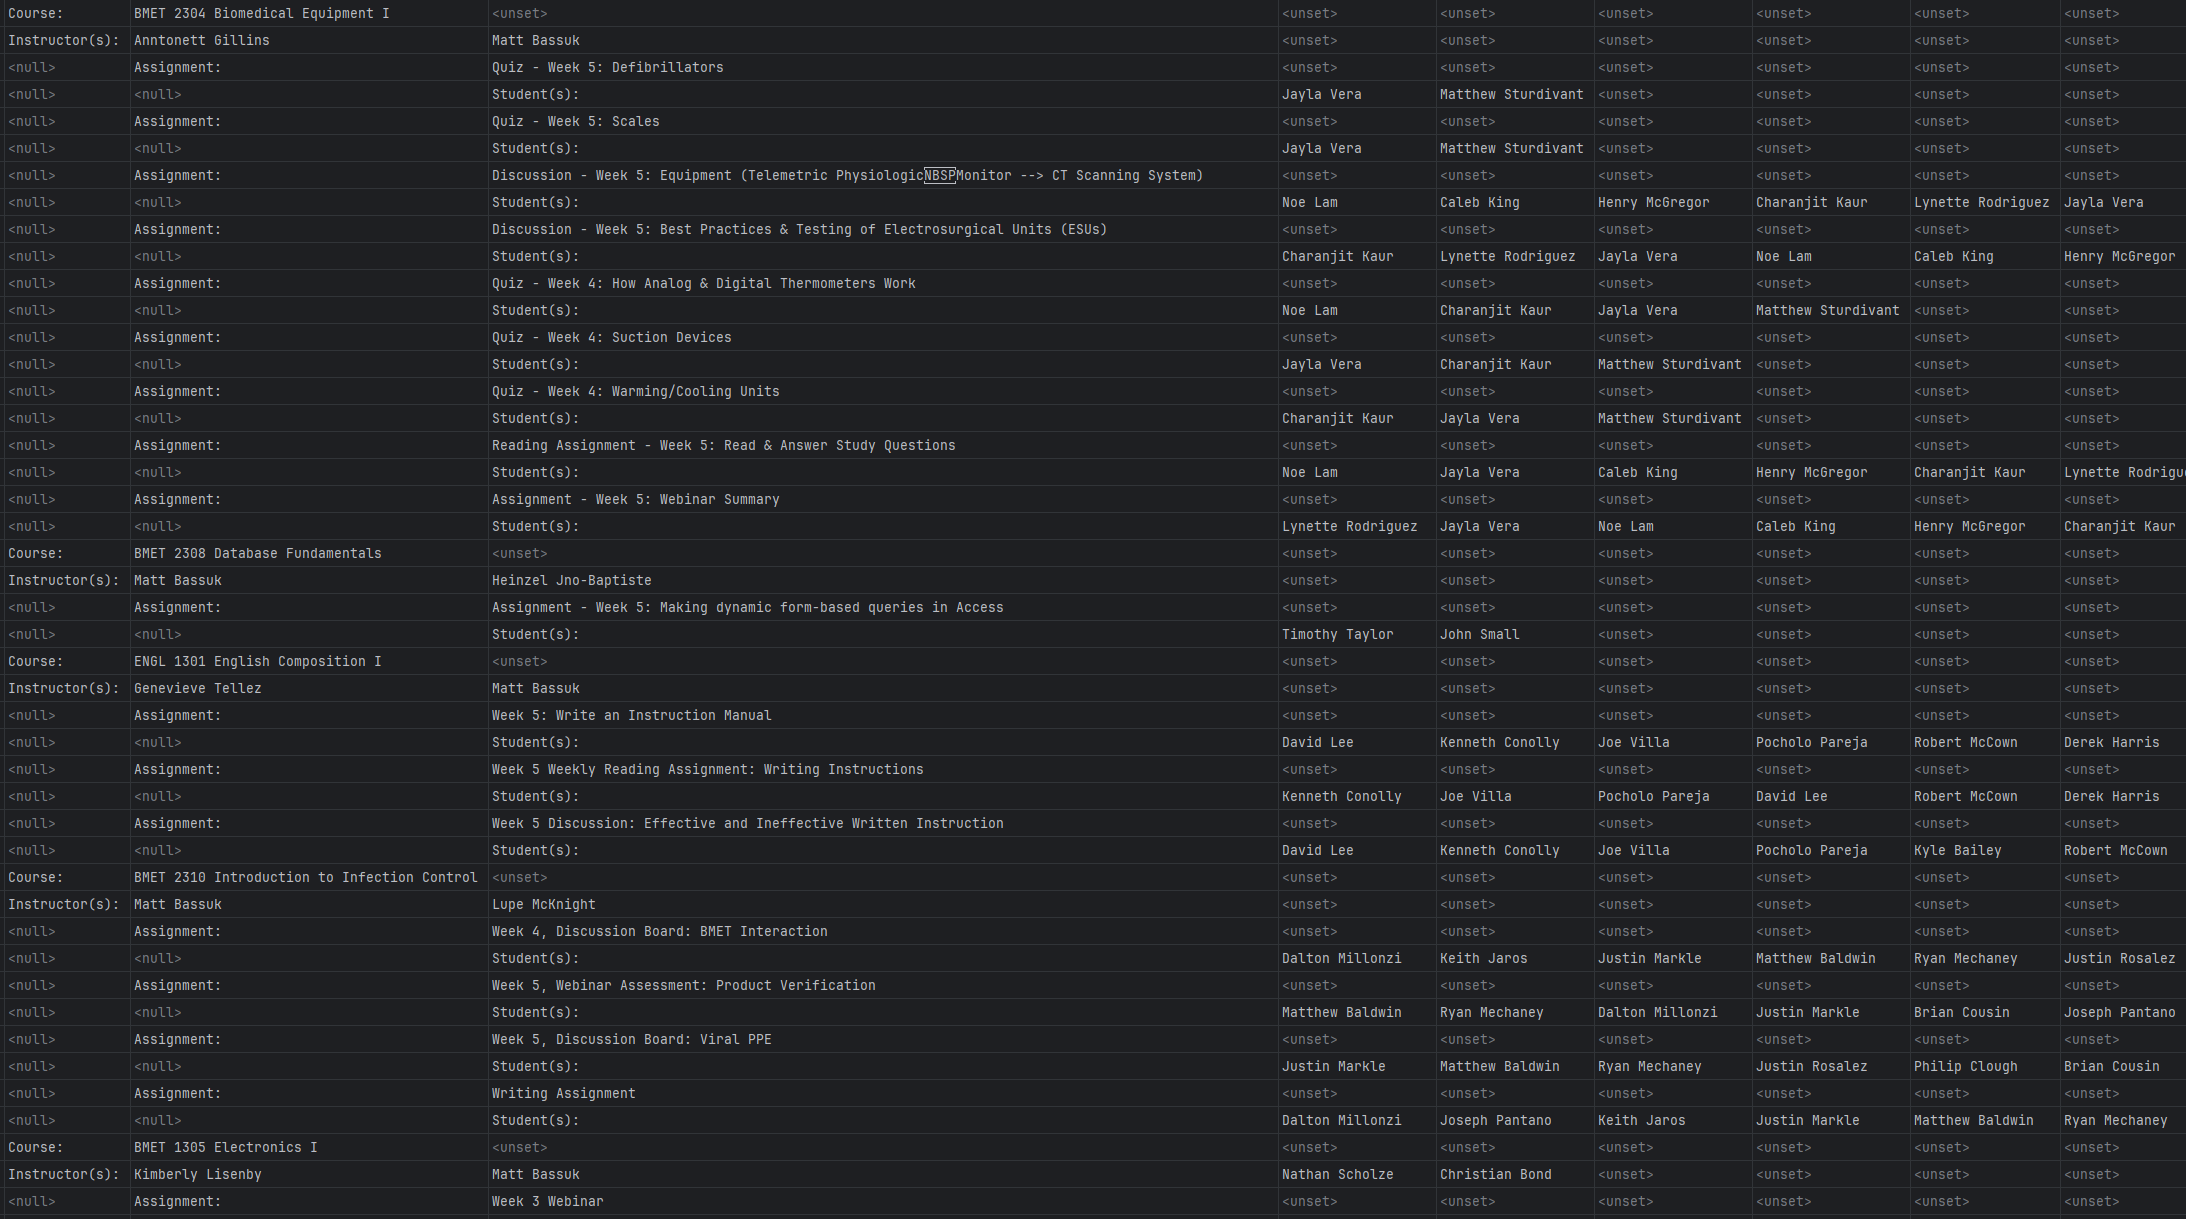 Course: BMET 2304 Biomedical Equipment I <unset> <unset> <unset> <unset> <unset> <unset> <unset>
Instructor(s): Anntonett Gillins Matt Bassuk <unset> <unset> <unset> <unset> <unset> <unset>
<null> Assignment: Quiz - Week 5: Defibrillators <unset> <unset> <unset> <unset> <unset> <unset>
<null> <null> Student(s): Jayla Vera Matthew Sturdivant <unset> <unset> <unset> <unset>
<null> Assignment: Quiz - Week 5: Scales <unset> <unset> <unset> <unset> <unset> <unset>
<null> <null> Student(s): Jayla Vera Matthew Sturdivant <unset> <unset> <unset> <unset>
<null> Assignment: Discussion - Week 5: Equipment (Telemetric PhysiologicNBSPMonitor --> CT Scanning System) <unset> <unset> <unset> <unset> <unset> <unset>
<null> <null> Student(s): Noe Lam Caleb King Henry McGregor Charanjit Kaur Lynette Rodriguez Jayla Vera
<null> Assignment: Discussion - Week 5: Best Practices & Testing of Electrosurgical Units (ESUs) <unset> <unset> <unset> <unset> <unset> <unset>
<null> <null> Student(s): Charanjit Kaur Lynette Rodriguez Jayla Vera Noe Lam Caleb King Henry McGregor
<null> Assignment: Quiz - Week 4: How Analog & Digital Thermometers Work <unset> <unset> <unset> <unset> <unset> <unset>
<null> <null> Student(s): Noe Lam Charanjit Kaur Jayla Vera Matthew Sturdivant <unset> <unset>
<null> Assignment: Quiz - Week 4: Suction Devices <unset> <unset> <unset> <unset> <unset> <unset>
<null> <null> Student(s): Jayla Vera Charanjit Kaur Matthew Sturdivant <unset> <unset> <unset>
<null> Assignment: Quiz - Week 4: Warming/Cooling Units <unset> <unset> <unset> <unset> <unset> <unset>
<null> <null> Student(s): Charanjit Kaur Jayla Vera Matthew Sturdivant <unset> <unset> <unset>
<null> Assignment: Reading Assignment - Week 5: Read & Answer Study Questions <unset> <unset> <unset> <unset> <unset> <unset>
<null> <null> Student(s): Noe Lam Jayla Vera Caleb King Henry McGregor Charanjit Kaur Lynette Rodrigu
<null> Assignment: Assignment - Week 5: Webinar Summary <unset> <unset> <unset> <unset> <unset> <unset>
<null> <null> Student(s): Lynette Rodriguez Jayla Vera Noe Lam Caleb King Henry McGregor Charanjit Kaur
Course: BMET 2308 Database Fundamentals <unset> <unset> <unset> <unset> <unset> <unset> <unset>
Instructor(s): Matt Bassuk Heinzel Jno-Baptiste <unset> <unset> <unset> <unset> <unset> <unset>
<null> Assignment: Assignment - Week 5: Making dynamic form-based queries in Access <unset> <unset> <unset> <unset> <unset> <unset>
<null> <null> Student(s): Timothy Taylor John Small <unset> <unset> <unset> <unset>
Course: ENGL 1301 English Composition I <unset> <unset> <unset> <unset> <unset> <unset> <unset>
Instructor(s): Genevieve Tellez Matt Bassuk <unset> <unset> <unset> <unset> <unset> <unset>
<null> Assignment: Week 5: Write an Instruction Manual <unset> <unset> <unset> <unset> <unset> <unset>
<null> <null> Student(s): David Lee Kenneth Conolly Joe Villa Pocholo Pareja Robert McCown Derek Harris
<null> Assignment: Week 5 Weekly Reading Assignment: Writing Instructions <unset> <unset> <unset> <unset> <unset> <unset>
<null> <null> Student(s): Kenneth Conolly Joe Villa Pocholo Pareja David Lee Robert McCown Derek Harris
<null> Assignment: Week 5 Discussion: Effective and Ineffective Written Instruction <unset> <unset> <unset> <unset> <unset> <unset>
<null> <null> Student(s): David Lee Kenneth Conolly Joe Villa Pocholo Pareja Kyle Bailey Robert McCown
Course: BMET 2310 Introduction to Infection Control <unset> <unset> <unset> <unset> <unset> <unset> <unset>
Instructor(s): Matt Bassuk Lupe McKnight <unset> <unset> <unset> <unset> <unset> <unset>
<null> Assignment: Week 4, Discussion Board: BMET Interaction <unset> <unset> <unset> <unset> <unset> <unset>
<null> <null> Student(s): Dalton Millonzi Keith Jaros Justin Markle Matthew Baldwin Ryan Mechaney Justin Rosalez
<null> Assignment: Week 5, Webinar Assessment: Product Verification <unset> <unset> <unset> <unset> <unset> <unset>
<null> <null> Student(s): Matthew Baldwin Ryan Mechaney Dalton Millonzi Justin Markle Brian Cousin Joseph Pantano
<null> Assignment: Week 5, Discussion Board: Viral PPE <unset> <unset> <unset> <unset> <unset> <unset>
<null> <null> Student(s): Justin Markle Matthew Baldwin Ryan Mechaney Justin Rosalez Philip Clough Brian Cousin
<null> Assignment: Writing Assignment <unset> <unset> <unset> <unset> <unset> <unset>
<null> <null> Student(s): Dalton Millonzi Joseph Pantano Keith Jaros Justin Markle Matthew Baldwin Ryan Mechaney
Course: BMET 1305 Electronics I <unset> <unset> <unset> <unset> <unset> <unset> <unset>
Instructor(s): Kimberly Lisenby Matt Bassuk Nathan Scholze Christian Bond <unset> <unset> <unset> <unset>
<null> Assignment: Week 3 Webinar <unset> <unset> <unset> <unset> <unset> <unset>